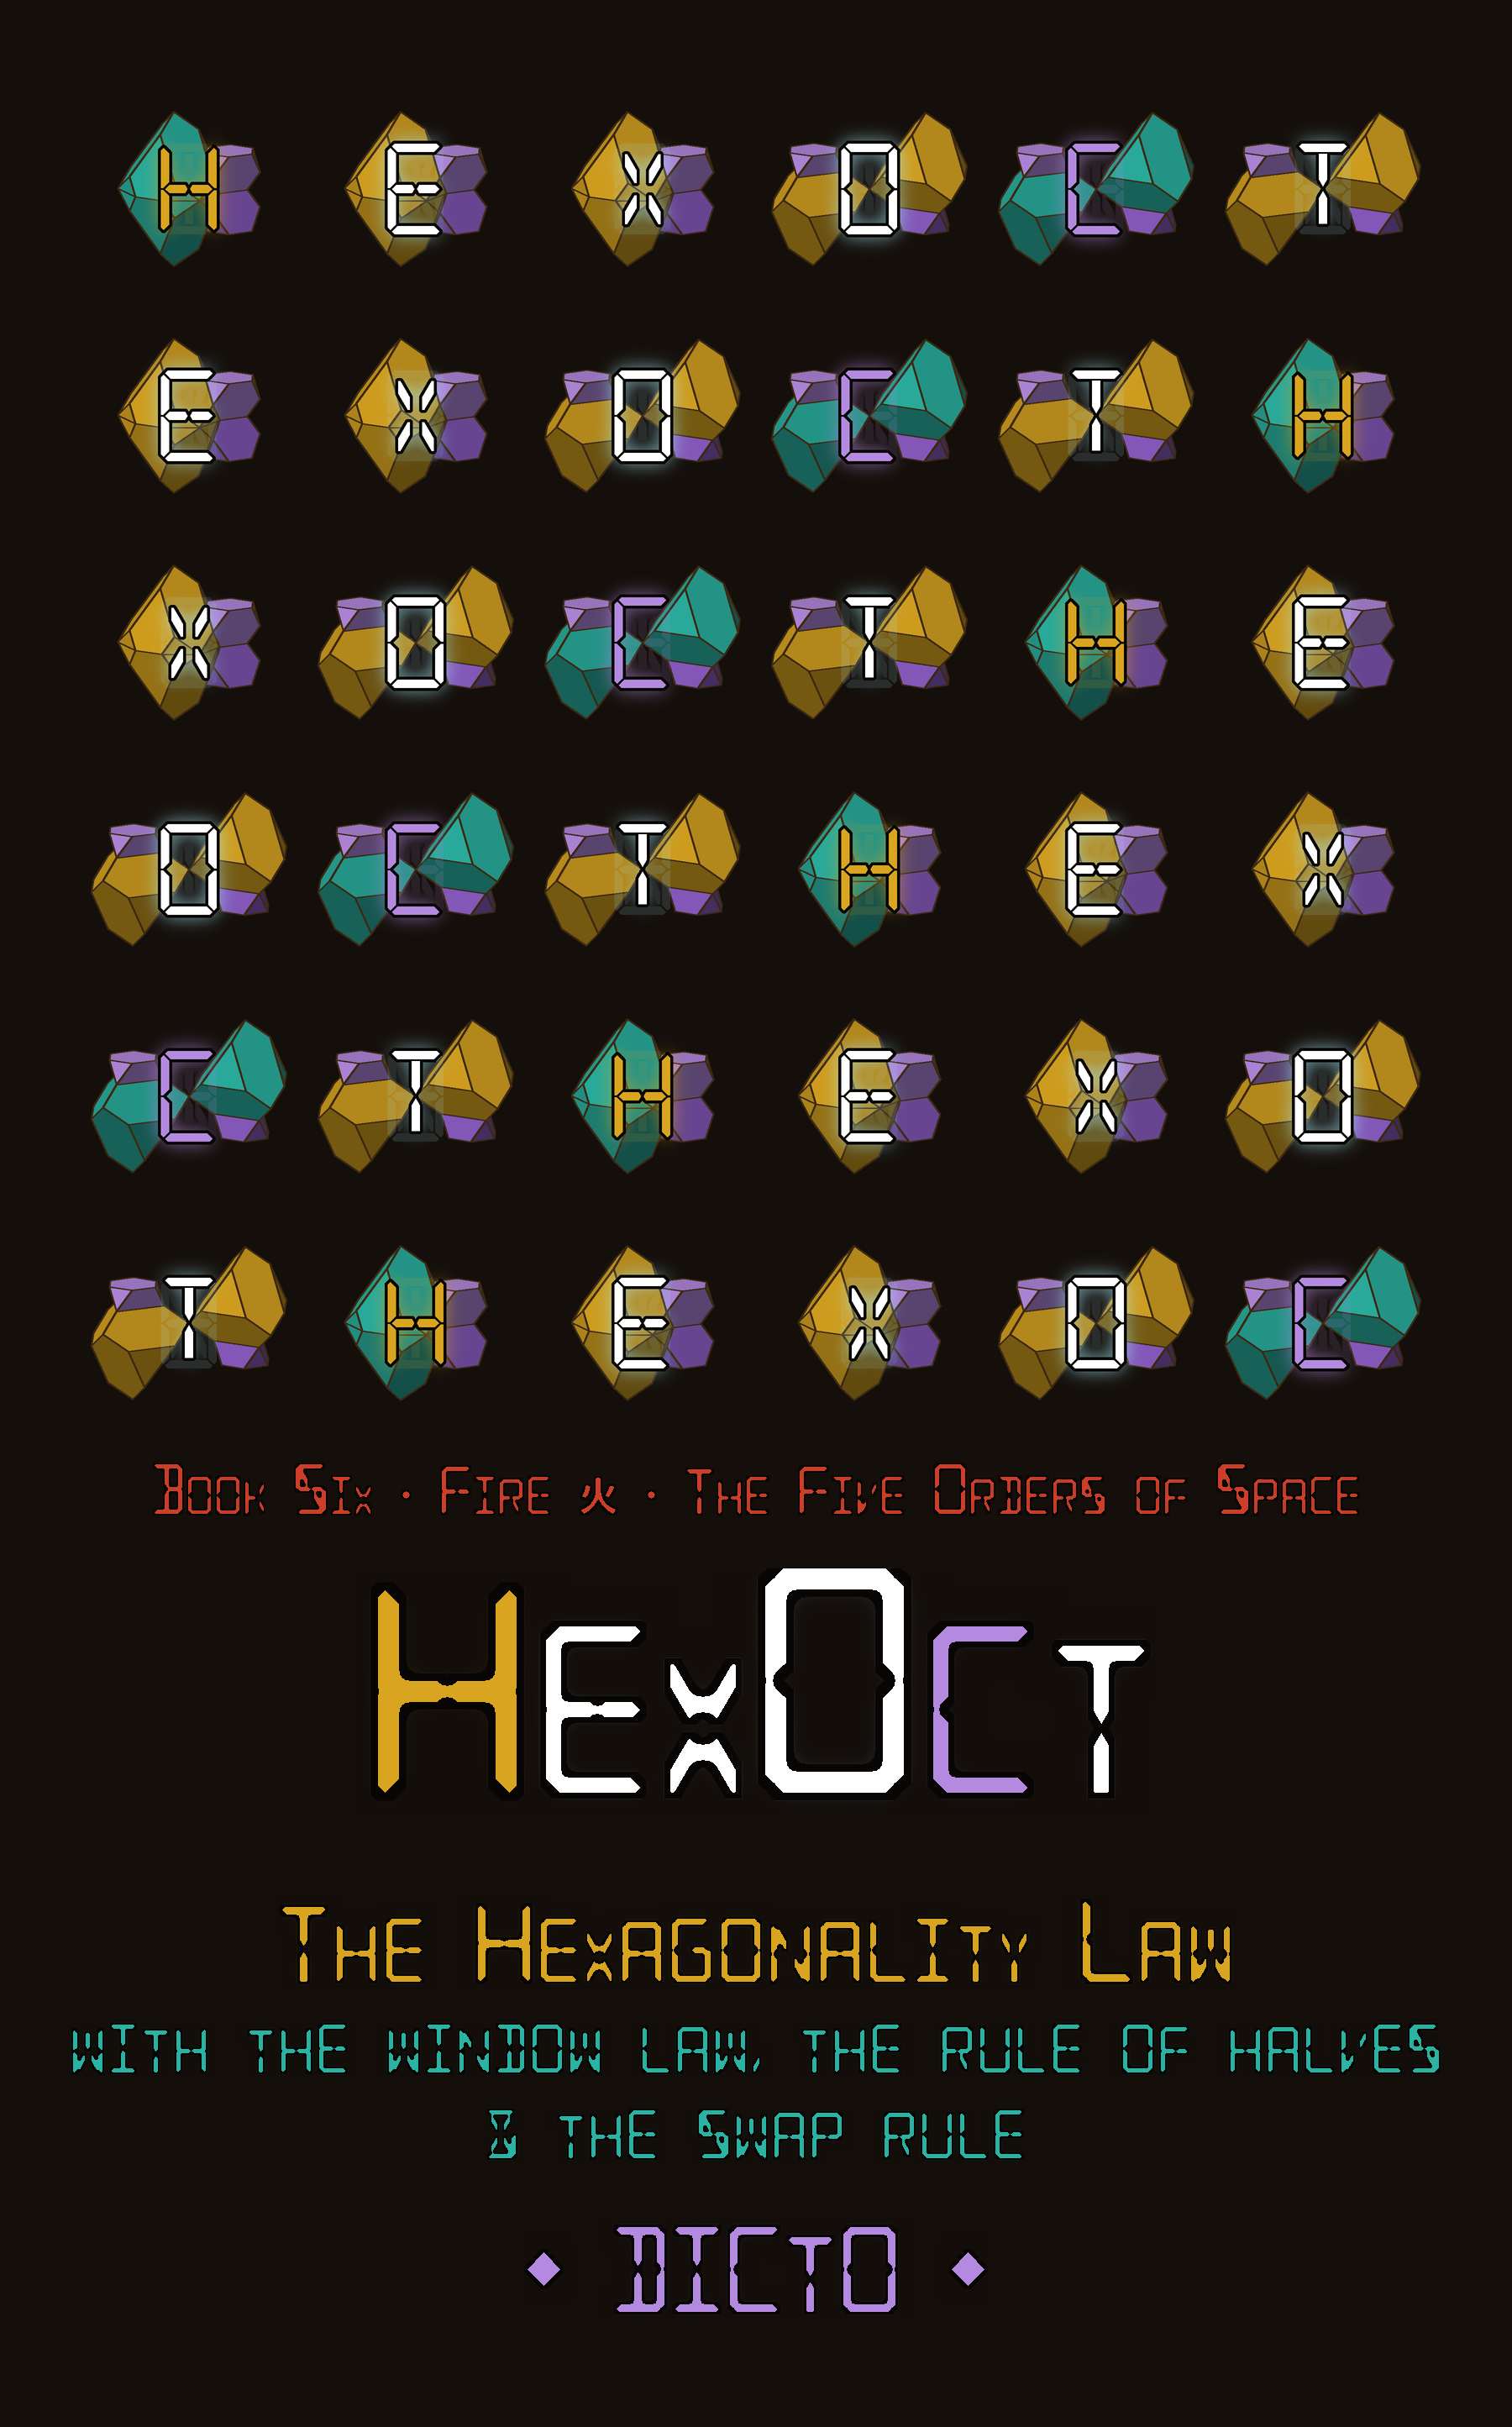 H E X O C T
E X O C T H
X O C T H E
O C T H E X
C T H E X O
T H E X O C
Book Six · Fire 火 · The Five Orders of Space
HexOct
The Hexagonality Law
with the window law, the rule of halves
& the Swap rule
◆ DICTO ◆